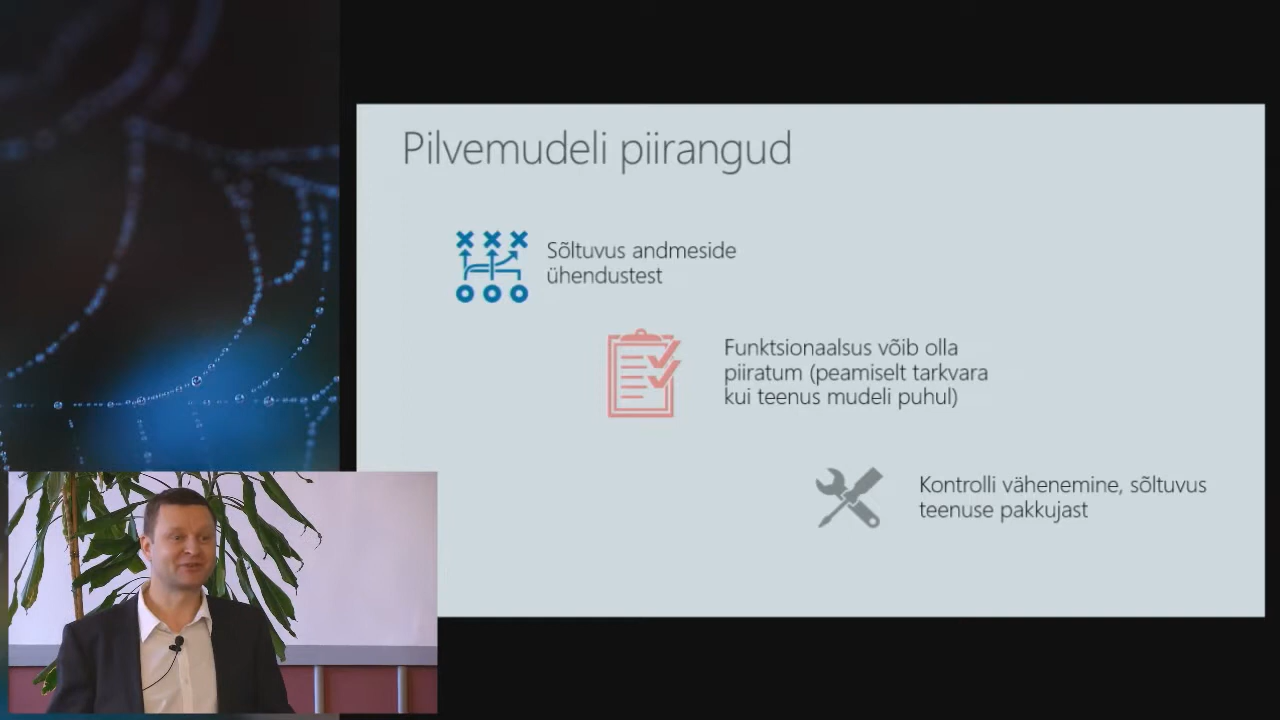 Pilvemudeli piirangud
Sõltuvus andmeside
ühendustest
Funktsionaalsus võib olla
piiratum (peamiselt tarkvara
kui teenus mudeli puhul)
Kontrolli vähenemine, sõltuvus
teenuse pakkujast